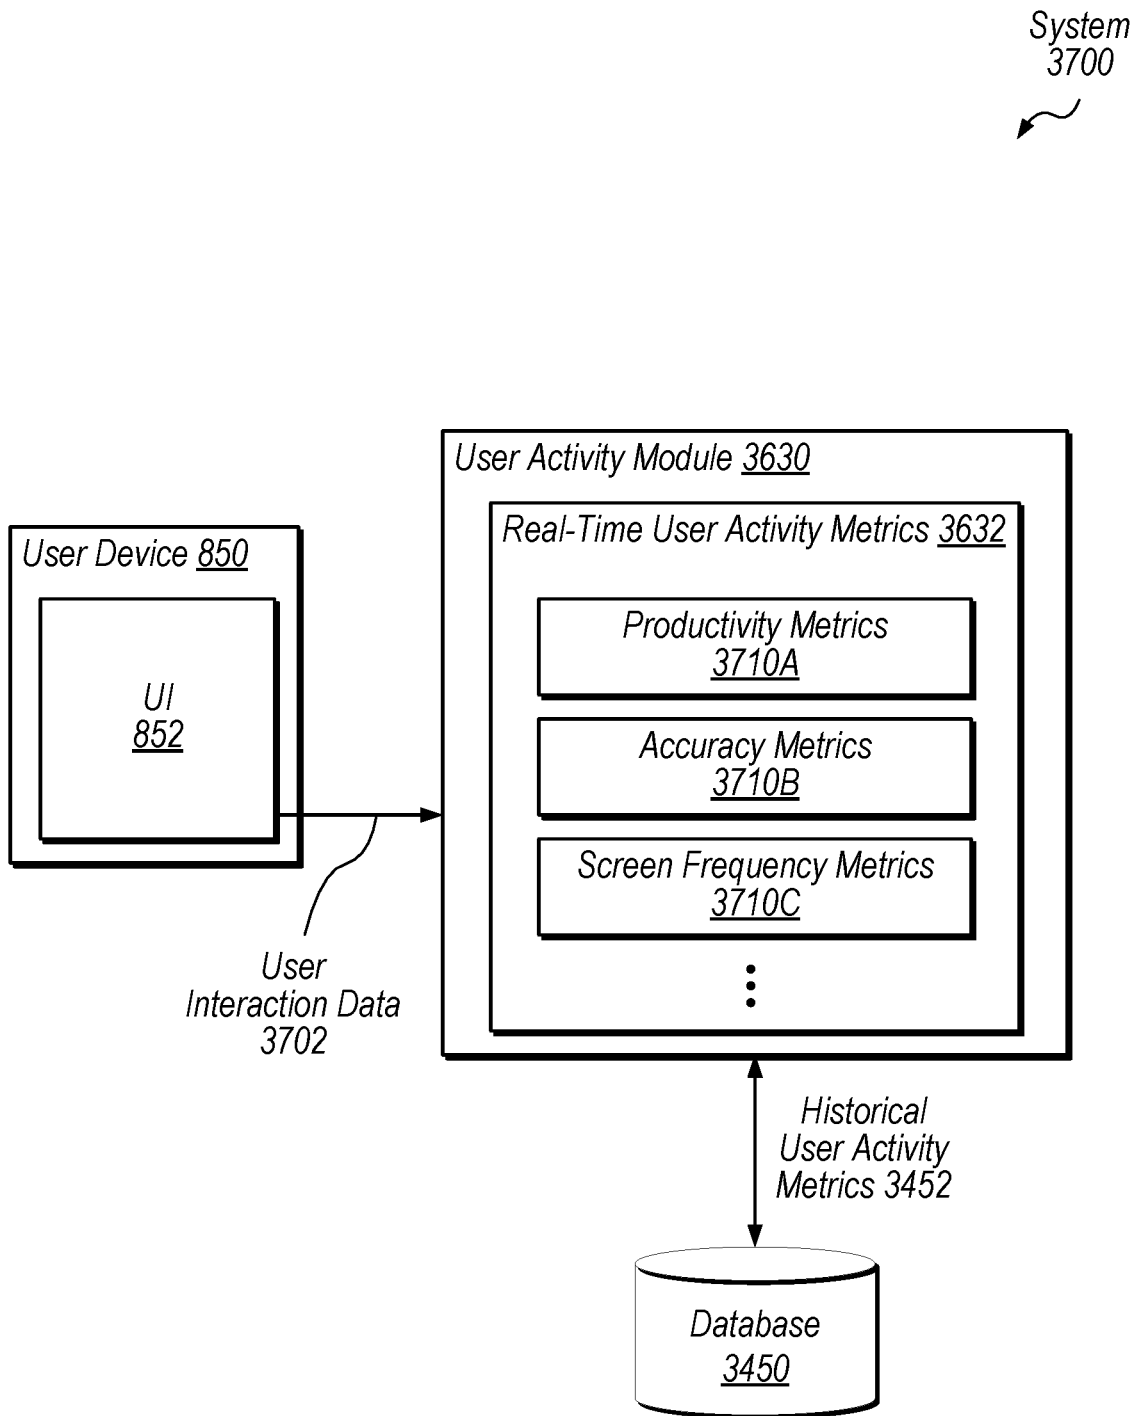 System
3700
User Activity Module 3630
Real-Time User Activity Metrics 3632
User Device 850
Productivity Metrics
3710A
UI
852
Accuracy Metrics
3710B
Screen Frequency Metrics
3710C
User
Interaction Data
3702
Historical
User Activity
Metrics 3452
Database
3450